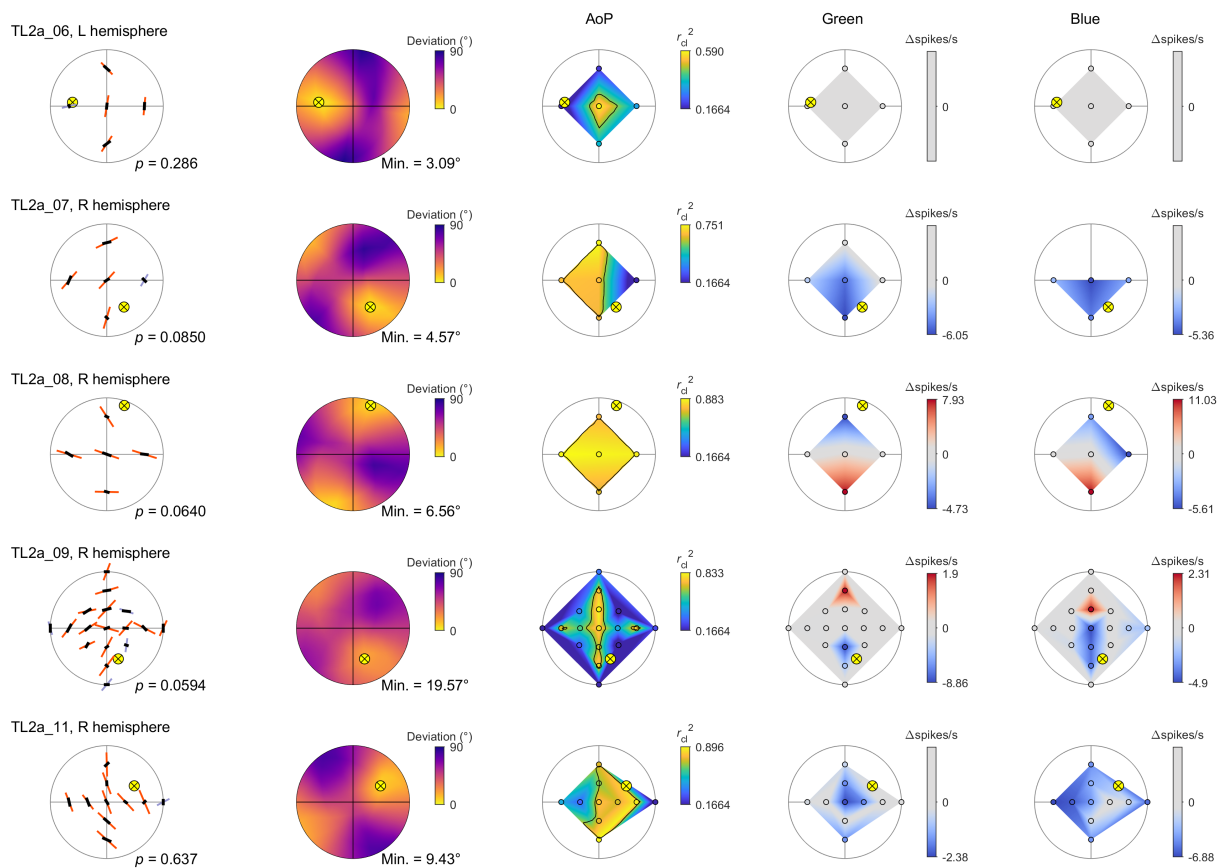 AoP Green Blue
TL2a_06, L hemisphere
Deviation (°) r_cl^2 Δspikes/s Δspikes/s
90 0.590
0 0 0
0.1664
p = 0.286 Min. = 3.09°
TL2a_07, R hemisphere
Deviation (°) r_cl^2 Δspikes/s Δspikes/s
90 0.751
0 0
0 0.1664
p = 0.0850 Min. = 4.57° -6.05 -5.36
TL2a_08, R hemisphere
Deviation (°) r_cl^2 Δspikes/s Δspikes/s
90 0.883 7.93 11.03
0 0
0 0.1664
p = 0.0640 Min. = 6.56° -4.73 -5.61
TL2a_09, R hemisphere
Deviation (°) r_cl^2 Δspikes/s Δspikes/s
90 0.833 1.9 2.31
0 0
0 0.1664
p = 0.0594 Min. = 19.57° -8.86 -4.9
TL2a_11, R hemisphere
Deviation (°) r_cl^2 Δspikes/s Δspikes/s
90 0.896
0 0
0 0.1664
p = 0.637 Min. = 9.43° -2.38 -6.88